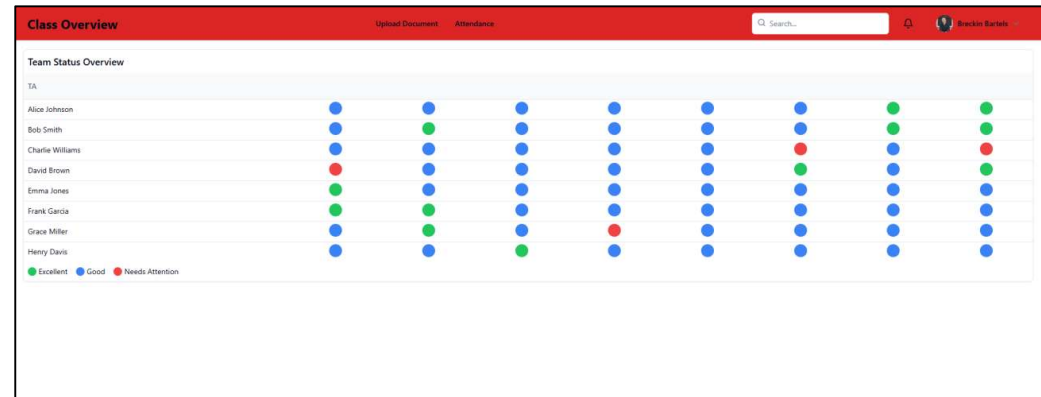 Class Overview Upload Document Attendance Search... Breckin Bartels
Team Status Overview
TA
Alice Johnson
Bob Smith
Charlie Williams
David Brown
Emma Jones
Frank Garcia
Grace Miller
Henry Davis
Excellent Good Needs Attention